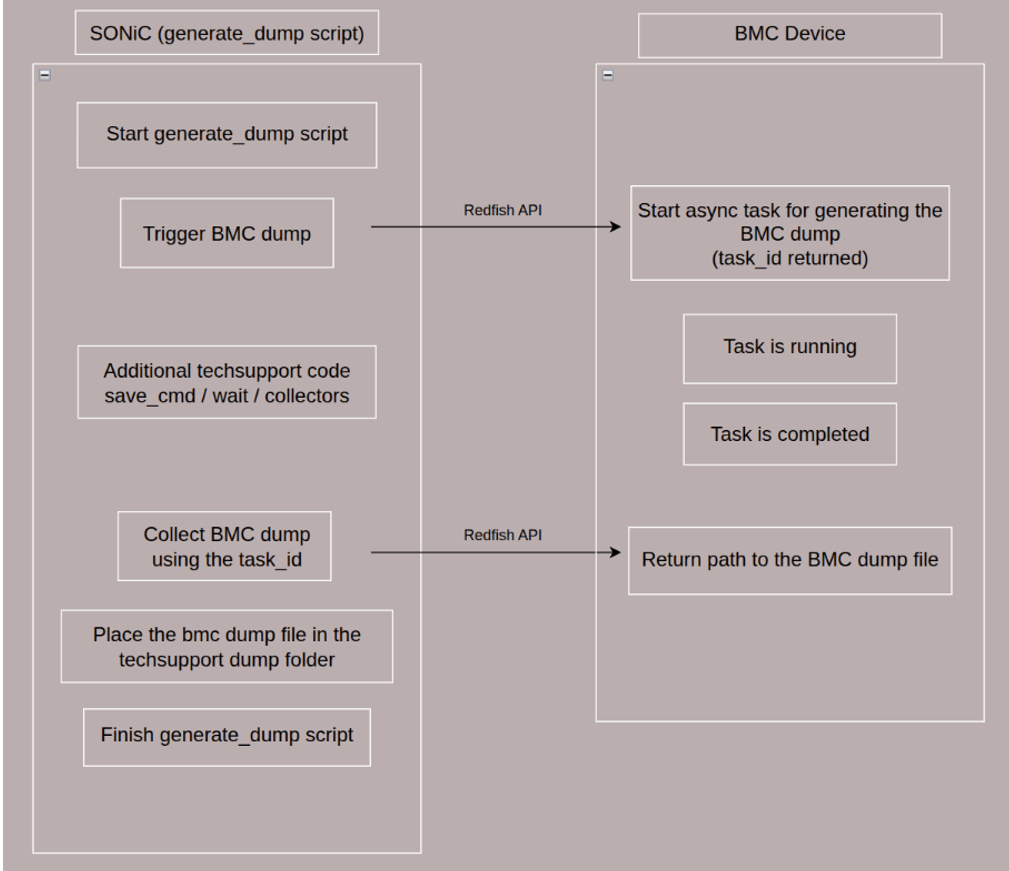 SONiC (generate_dump script)
BMC Device
Start generate_dump script
Trigger BMC dump
Redfish API
Start async task for generating the
BMC dump
(task_id returned)
Task is running
Additional techsupport code
save_cmd / wait / collectors
Task is completed
Collect BMC dump
using the task_id
Redfish API
Return path to the BMC dump file
Place the bmc dump file in the
techsupport dump folder
Finish generate_dump script